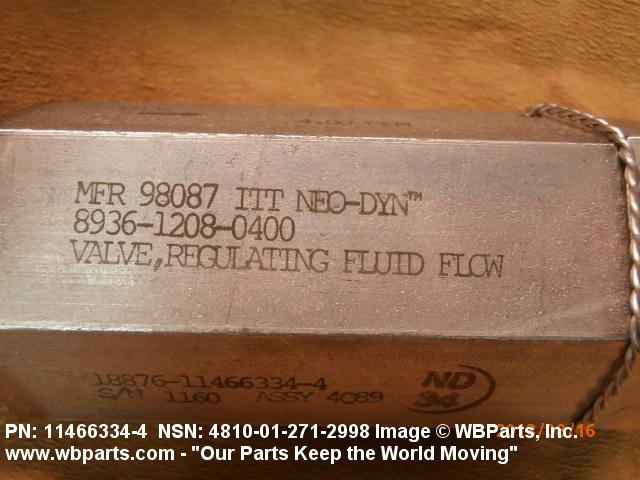 MFR 98087 ITT NEO-DYN™
8936-1208-0400
VALVE,REGULATING FLUID FLOW
18876-11466334-4
S/N 1160 ASSY 4Q89
ND
34
PN: 11466334-4 NSN: 4810-01-271-2998 Image © WBParts, Inc.
www.wbparts.com - "Our Parts Keep the World Moving"